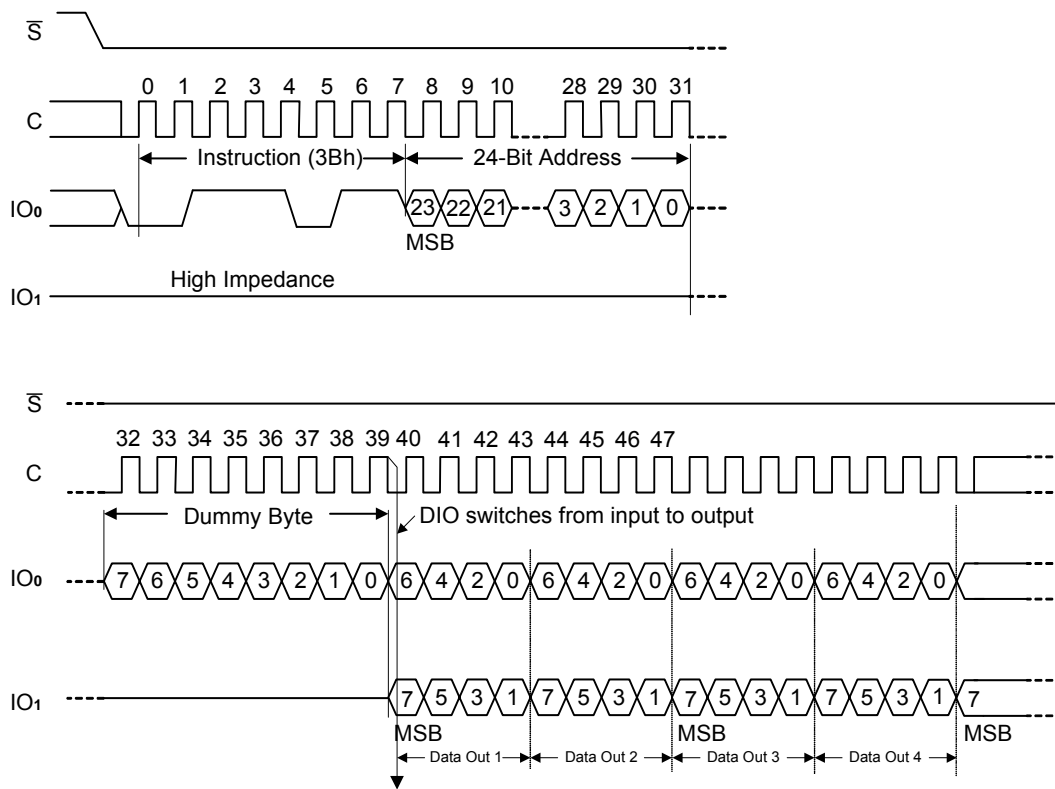 S
0 1 2 3 4 5 6 7 8 9 10 28 29 30 31
C
Instruction (3Bh) 24-Bit Address
IO0 23 22 21 3 2 1 0
MSB
High Impedance
IO1
S
32 33 34 35 36 37 38 39 40 41 42 43 44 45 46 47
C
Dummy Byte DIO switches from input to output
IO0 7 6 5 4 3 2 1 0 6 4 2 0 6 4 2 0 6 4 2 0 6 4 2 0
IO1 7 5 3 1 7 5 3 1 7 5 3 1 7 5 3 1 7
MSB MSB MSB
Data Out 1 Data Out 2 Data Out 3 Data Out 4